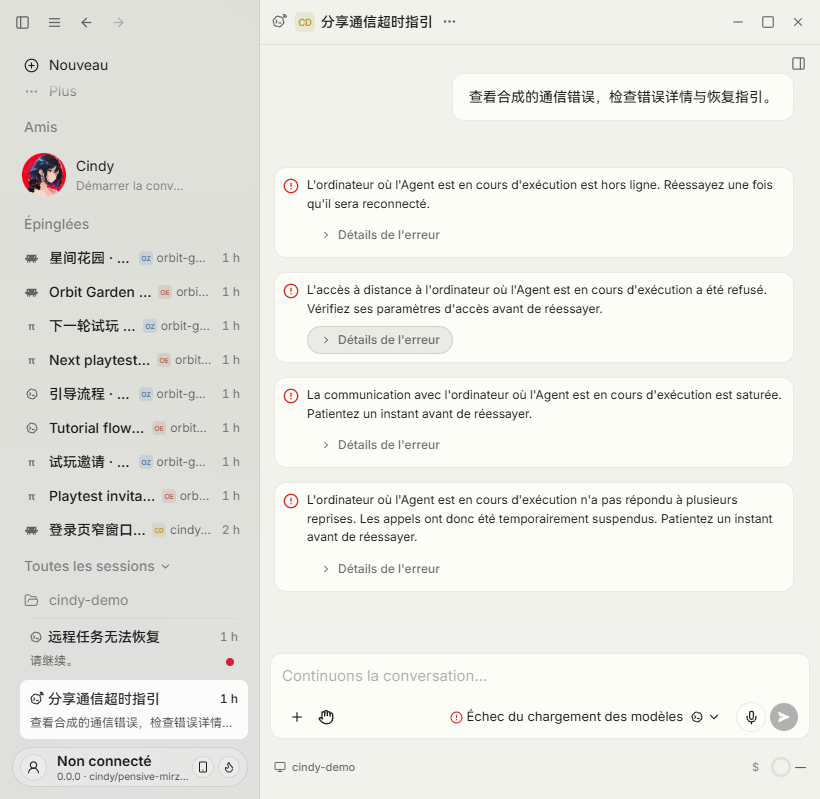 Nouveau
Plus
Amis
Cindy
Démarrer la conv...
Épinglées
星间花园 · ... OZ orbit-g... 1 h
Orbit Garden ... OE orbi... 1 h
下一轮试玩 ... OZ orbit-g... 1 h
Next playtest... OE orbit... 1 h
引导流程 · ... OZ orbit-g... 1 h
Tutorial flow... OE orbit... 1 h
试玩邀请 · ... OZ orbit-g... 1 h
Playtest invita... OE orb... 1 h
登录页窄窗口... CD cindy... 2 h
Toutes les sessions
cindy-demo
远程任务无法恢复 1 h
请继续。
分享通信超时指引 1 h
查看合成的通信错误，检查错误详情...
Non connecté
0.0.0 · cindy/pensive-mirz...
CD 分享通信超时指引 ···
查看合成的通信错误，检查错误详情与恢复指引。
L'ordinateur où l'Agent est en cours d'exécution est hors ligne. Réessayez une fois
qu'il sera reconnecté.
Détails de l'erreur
L'accès à distance à l'ordinateur où l'Agent est en cours d'exécution a été refusé.
Vérifiez ses paramètres d'accès avant de réessayer.
Détails de l'erreur
La communication avec l'ordinateur où l'Agent est en cours d'exécution est saturée.
Patientez un instant avant de réessayer.
Détails de l'erreur
L'ordinateur où l'Agent est en cours d'exécution n'a pas répondu à plusieurs
reprises. Les appels ont donc été temporairement suspendus. Patientez un instant
avant de réessayer.
Détails de l'erreur
Continuons la conversation...
Échec du chargement des modèles
cindy-demo
$ —